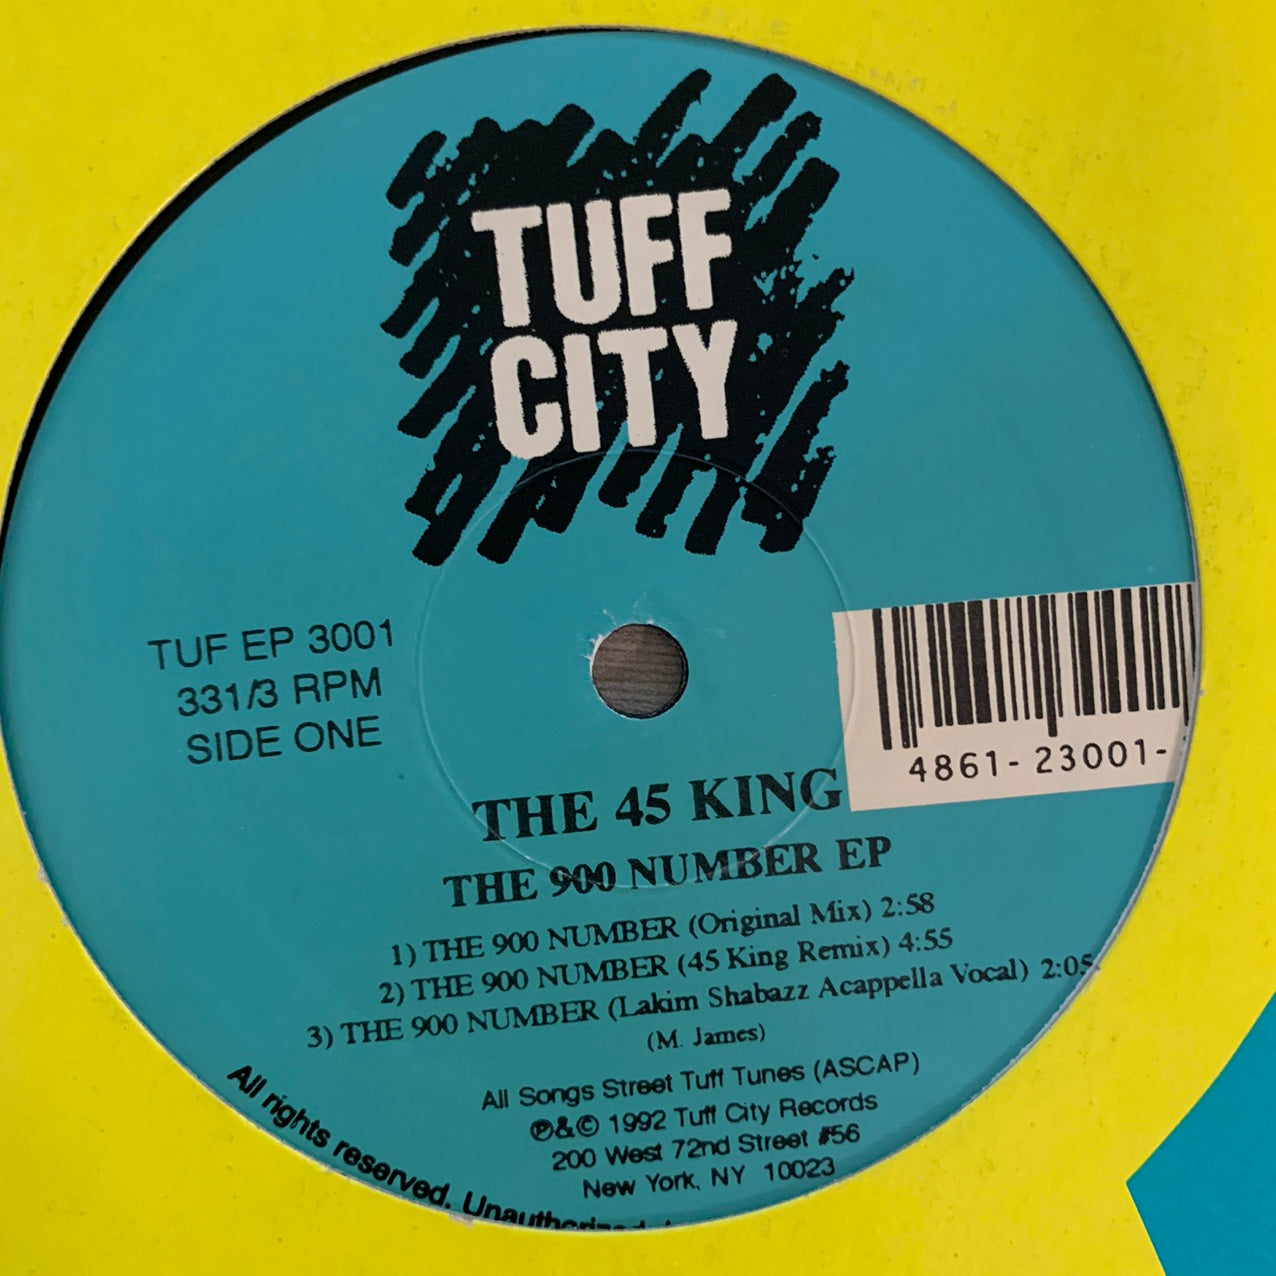 TUFF
CITY
TUF EP 3001
331/3 RPM
SIDE ONE
4861-23001-
THE 45 KING
THE 900 NUMBER EP
1) THE 900 NUMBER (Original Mix) 2:58
2) THE 900 NUMBER (45 King Remix) 4:55
3) THE 900 NUMBER (Lakim Shabazz Acappella Vocal) 2:05
(M. James)
All Songs Street Tuff Tunes (ASCAP)
℗&© 1992 Tuff City Records
200 West 72nd Street #56
New York, NY 10023
All rights reserved.